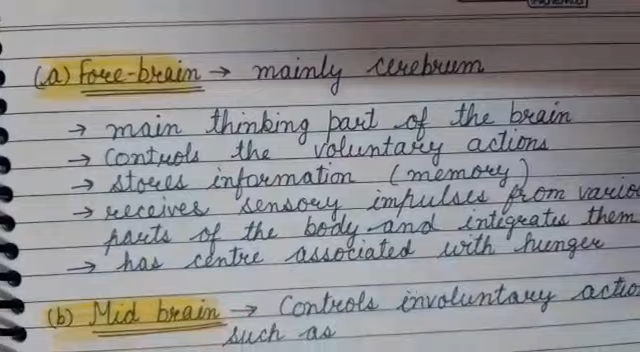 (a) Fore-brain → mainly cerebrum
→ main thinking part of the brain
→ controls the voluntary actions
→ stores information (memory)
→ receives sensory impulses from vario
parts of the body and integrates them
→ has centre associated with hunger
(b) Mid brain → Controls involuntary actio
such as